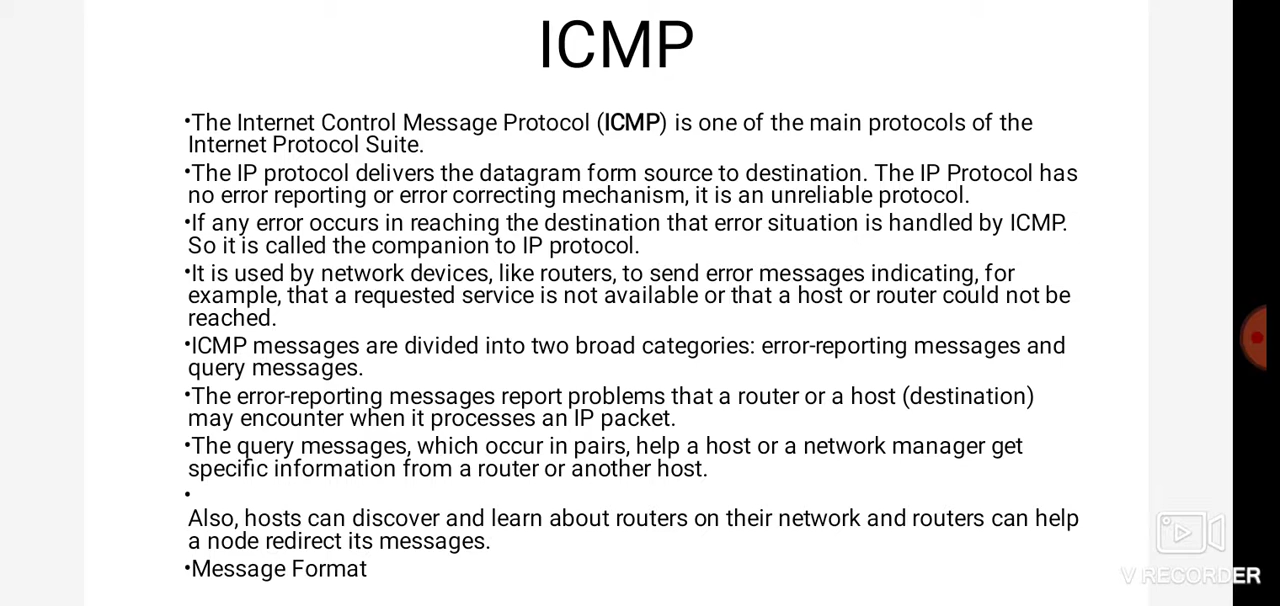 ICMP
•The Internet Control Message Protocol (ICMP) is one of the main protocols of the
Internet Protocol Suite.
•The IP protocol delivers the datagram form source to destination. The IP Protocol has
no error reporting or error correcting mechanism, it is an unreliable protocol.
•If any error occurs in reaching the destination that error situation is handled by ICMP.
So it is called the companion to IP protocol.
•It is used by network devices, like routers, to send error messages indicating, for
example, that a requested service is not available or that a host or router could not be
reached.
•ICMP messages are divided into two broad categories: error-reporting messages and
query messages.
•The error-reporting messages report problems that a router or a host (destination)
may encounter when it processes an IP packet.
•The query messages, which occur in pairs, help a host or a network manager get
specific information from a router or another host.
•
Also, hosts can discover and learn about routers on their network and routers can help
a node redirect its messages.
•Message Format
V RECORDER